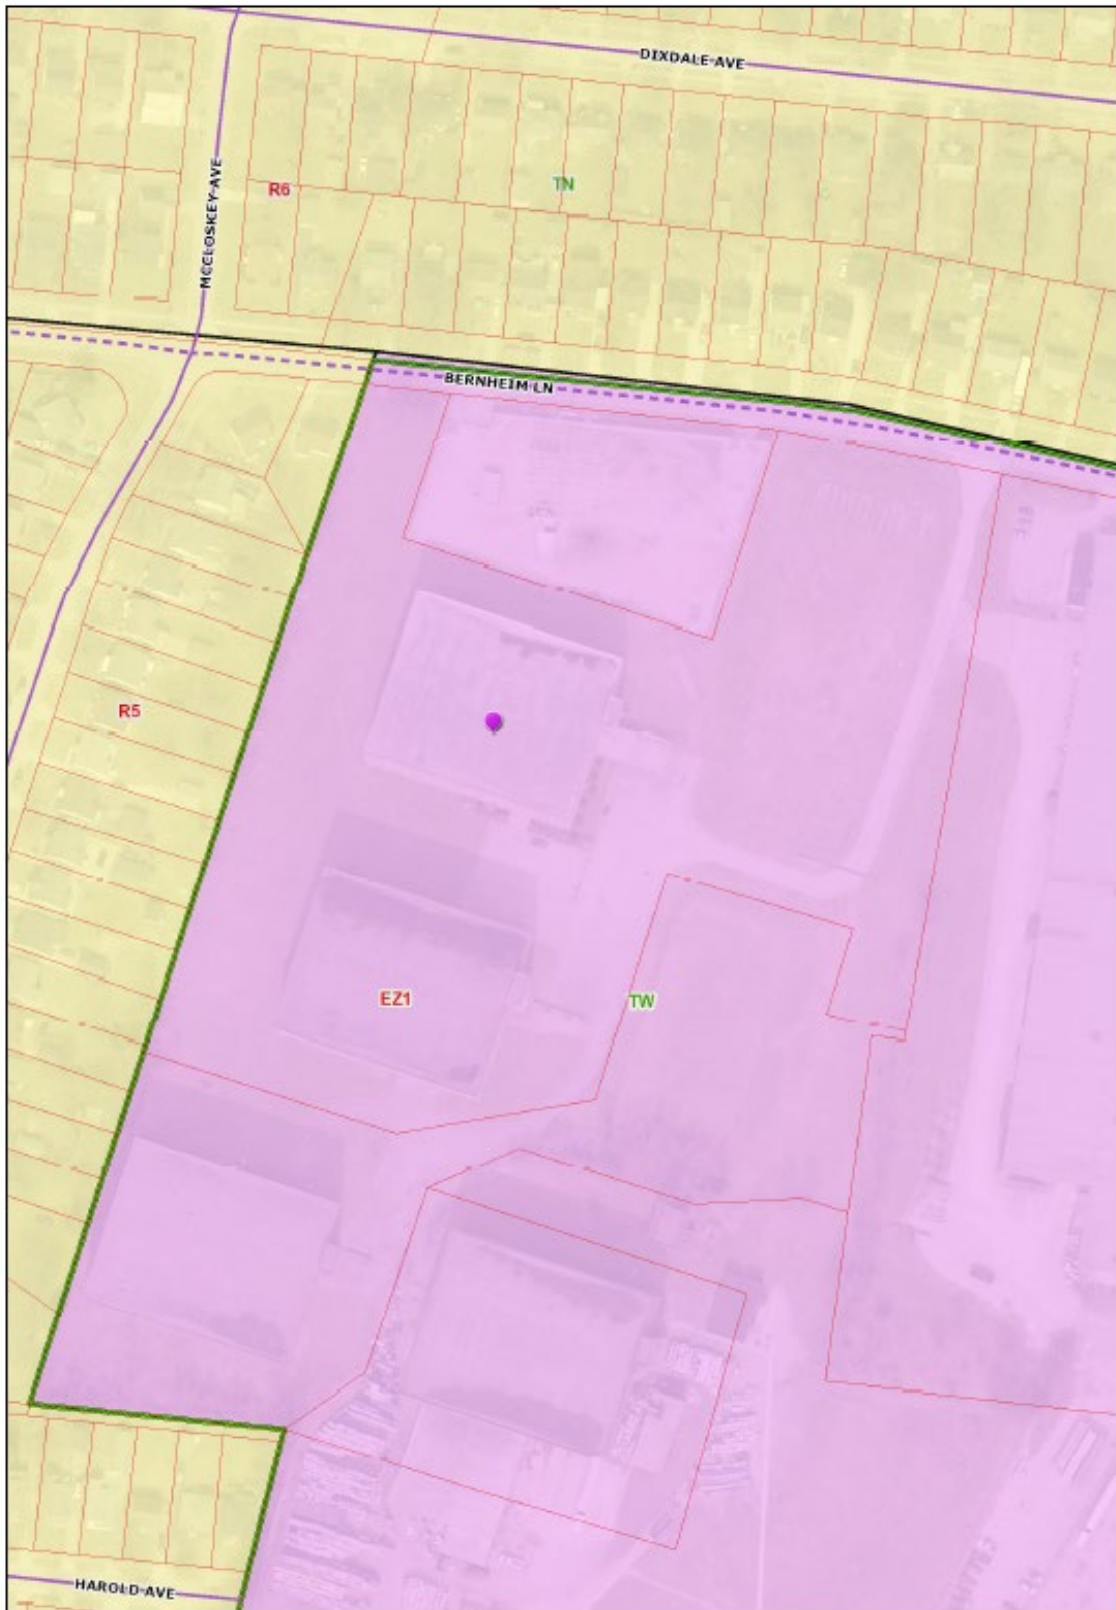 DIXDALE AVE
MCCLOSKEY AVE
R6
TN
BERNHEIM LN
R5
EZ1
TW
HAROLD AVE